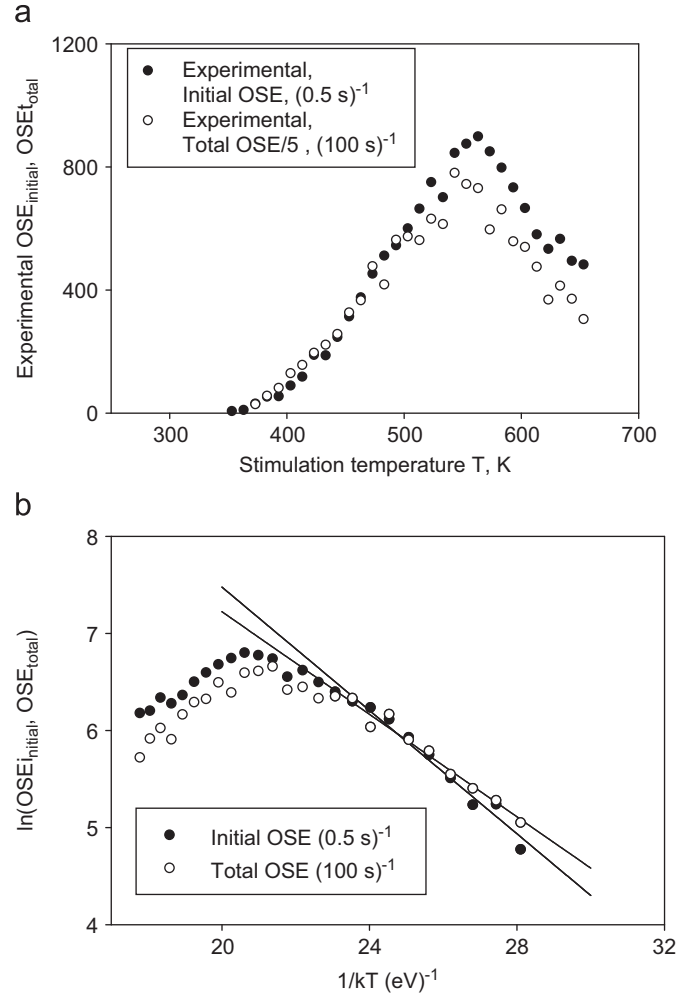 a
Experimental OSEinitial, OSEtotal
1200
800
400
0
Experimental,
Initial OSE, (0.5 s)-1
Experimental,
Total OSE/5 , (100 s)-1
300 400 500 600 700
Stimulation temperature T, K
b
ln(OSEinitial, OSEtotal)
8
7
6
5
4
Initial OSE (0.5 s)-1
Total OSE (100 s)-1
20 24 28 32
1/kT (eV)-1